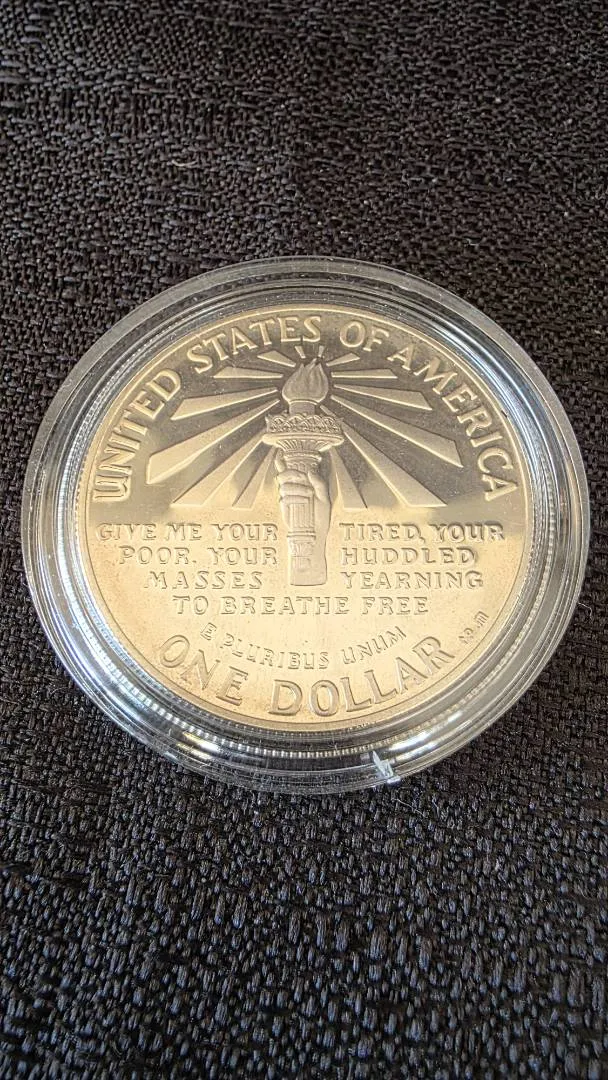 UNITED STATES OF AMERICA
GIVE ME YOUR TIRED, YOUR
POOR, YOUR HUDDLED
MASSES YEARNING
TO BREATHE FREE
E PLURIBUS UNUM
ONE DOLLAR